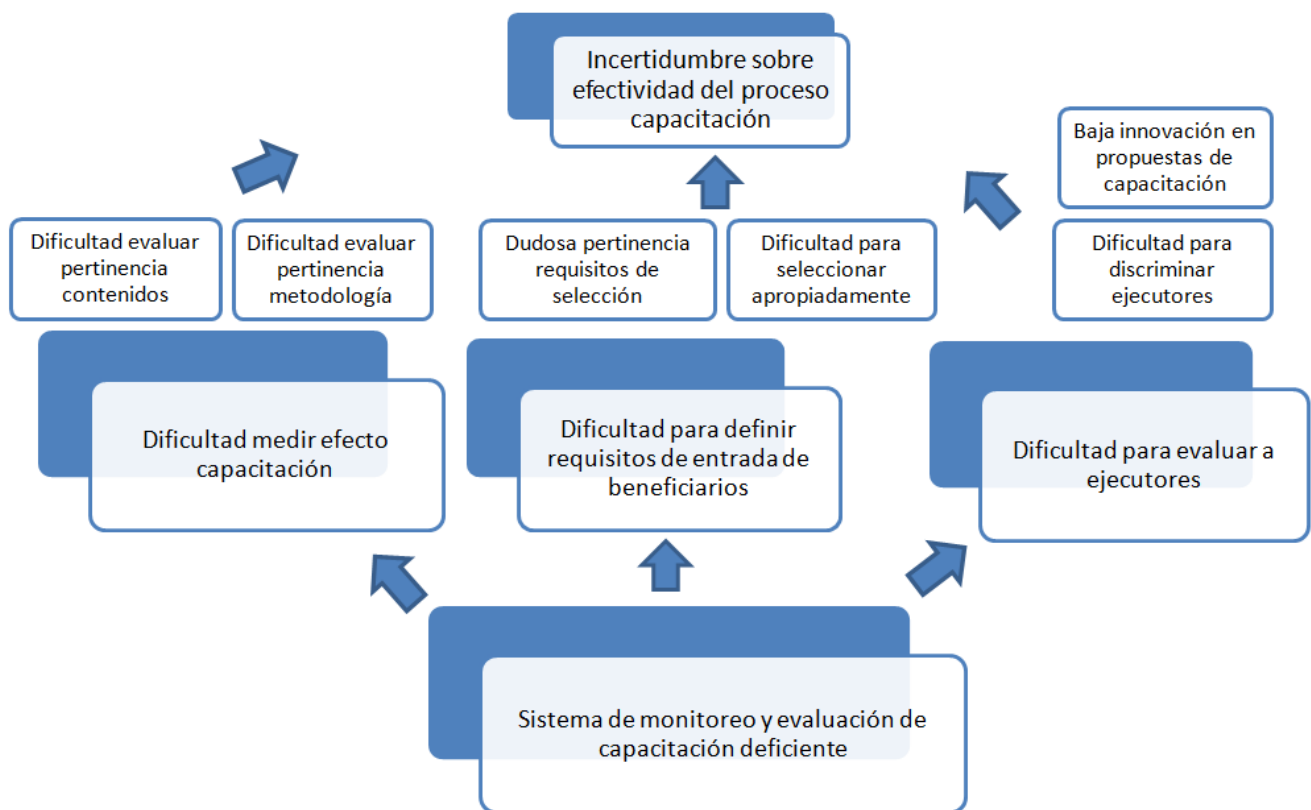 Incertidumbre sobre
efectividad del proceso
capacitación
Baja innovación en
propuestas de
capacitación
Dificultad evaluar
pertinencia
contenidos
Dificultad evaluar
pertinencia
metodología
Dudosa pertinencia
requisitos de
selección
Dificultad para
seleccionar
apropiadamente
Dificultad para
discriminar
ejecutores
Dificultad medir efecto
capacitación
Dificultad para definir
requisitos de entrada de
beneficiarios
Dificultad para evaluar a
ejecutores
Sistema de monitoreo y evaluación de
capacitación deficiente